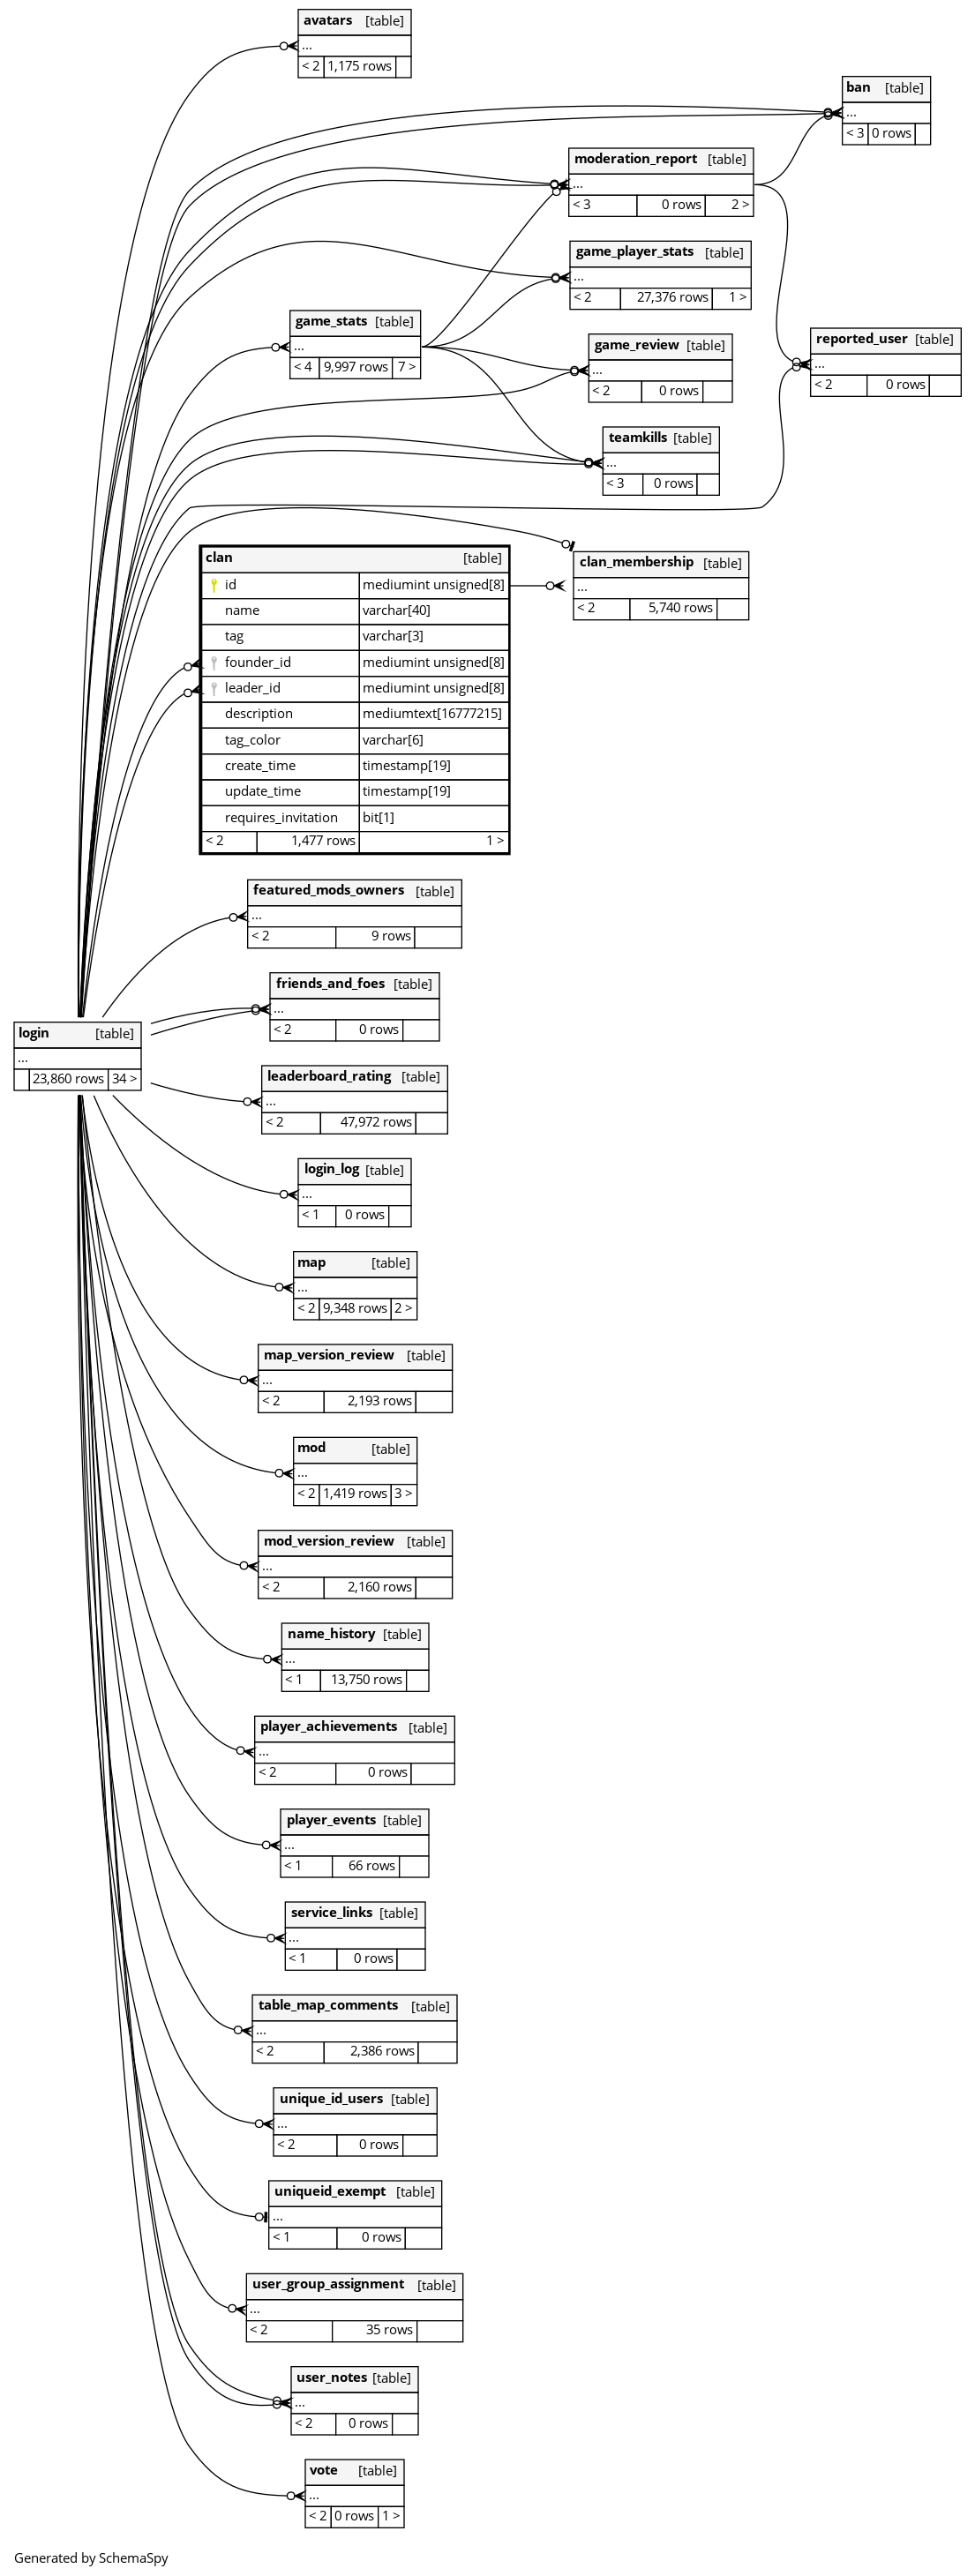 avatars [table]
...
< 2 1,175 rows
ban [table]
...
< 3 0 rows
moderation_report [table]
...
< 3 0 rows 2 >
game_player_stats [table]
...
< 2 27,376 rows 1 >
game_stats [table]
...
< 4 9,997 rows 7 >
game_review [table]
...
< 2 0 rows
reported_user [table]
...
< 2 0 rows
teamkills [table]
...
< 3 0 rows
clan [table]
id mediumint unsigned[8]
name varchar[40]
tag varchar[3]
founder_id mediumint unsigned[8]
leader_id mediumint unsigned[8]
description mediumtext[16777215]
tag_color varchar[6]
create_time timestamp[19]
update_time timestamp[19]
requires_invitation bit[1]
< 2 1,477 rows 1 >
clan_membership [table]
...
< 2 5,740 rows
featured_mods_owners [table]
...
< 2 9 rows
friends_and_foes [table]
...
< 2 0 rows
login [table]
...
23,860 rows 34 >
leaderboard_rating [table]
...
< 2 47,972 rows
login_log [table]
...
< 1 0 rows
map [table]
...
< 2 9,348 rows 2 >
map_version_review [table]
...
< 2 2,193 rows
mod [table]
...
< 2 1,419 rows 3 >
mod_version_review [table]
...
< 2 2,160 rows
name_history [table]
...
< 1 13,750 rows
player_achievements [table]
...
< 2 0 rows
player_events [table]
...
< 1 66 rows
service_links [table]
...
< 1 0 rows
table_map_comments [table]
...
< 2 2,386 rows
unique_id_users [table]
...
< 2 0 rows
uniqueid_exempt [table]
...
< 1 0 rows
user_group_assignment [table]
...
< 2 35 rows
user_notes [table]
...
< 2 0 rows
vote [table]
...
< 2 0 rows 1 >
Generated by SchemaSpy